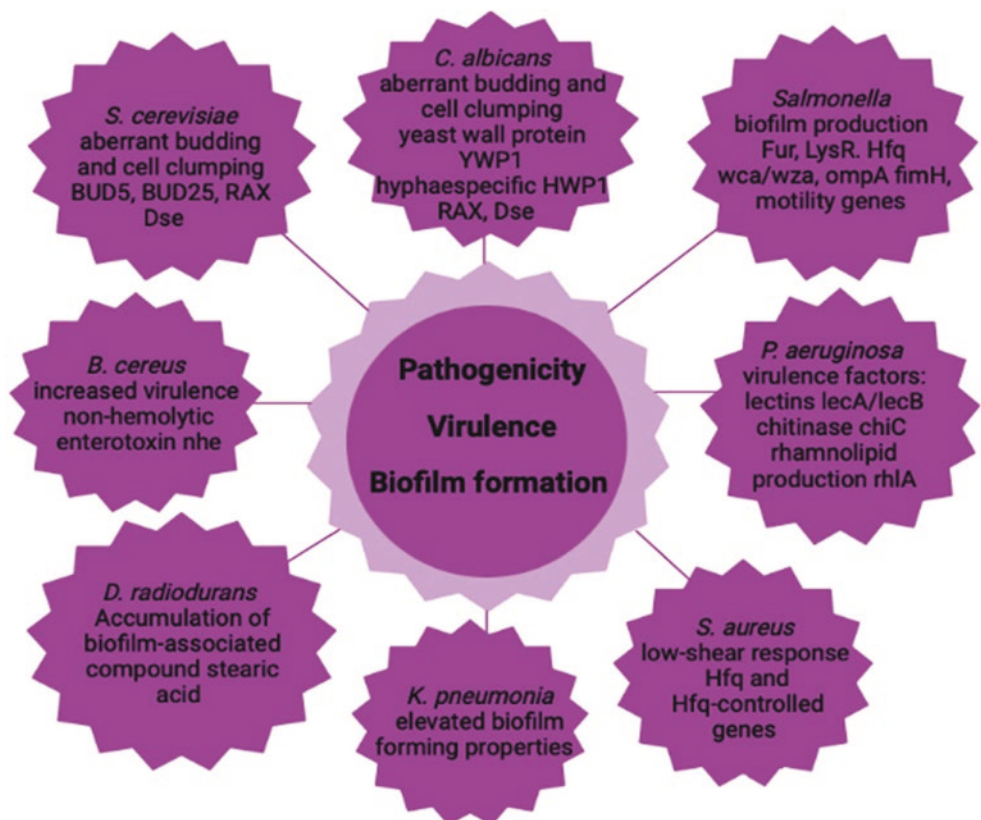 S. cerevisiae
aberrant budding
and cell clumping
BUD5, BUD25, RAX
Dse
C. albicans
aberrant budding and
cell clumping
yeast wall protein
YWP1
hyphaespecific HWP1
RAX, Dse
Salmonella
biofilm production
Fur, LysR. Hfq
wca/wza, ompA fimH,
motility genes
B. cereus
increased virulence
non-hemolytic
enterotoxin nhe
Pathogenicity
Virulence
Biofilm formation
P. aeruginosa
virulence factors:
lectins lecA/lecB
chitinase chiC
rhamnolipid
production rhlA
D. radiodurans
Accumulation of
biofilm-associated
compound stearic
acid
K. pneumonia
elevated biofilm
forming properties
S. aureus
low-shear response
Hfq and
Hfq-controlled
genes